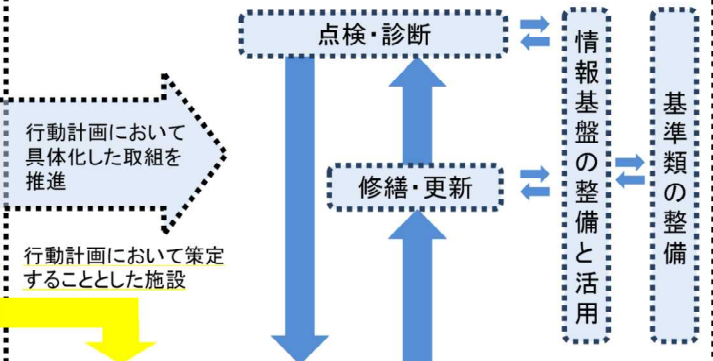 点検・診断
行動計画において
具体化した取組を
推進
修繕・更新
行動計画において策定
することとした施設
情報基盤の整備と活用
基準類の整備